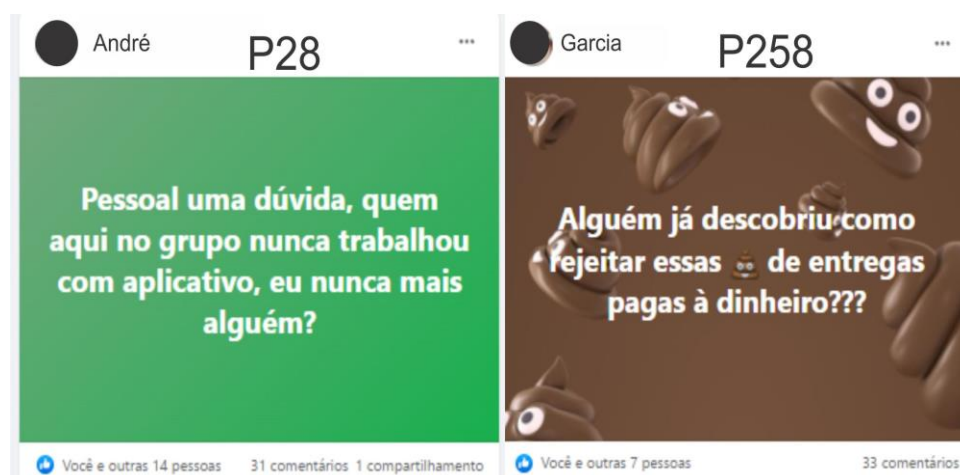 André
P28
...
Pessoal uma dúvida, quem
aqui no grupo nunca trabalhou
com aplicativo, eu nunca mais
alguém?
Você e outras 14 pessoas
31 comentários 1 compartilhamento
Garcia
P258
...
Alguém já descobriu como
rejeitar essas 💩 de entregas
pagas à dinheiro???
Você e outras 7 pessoas
33 comentários